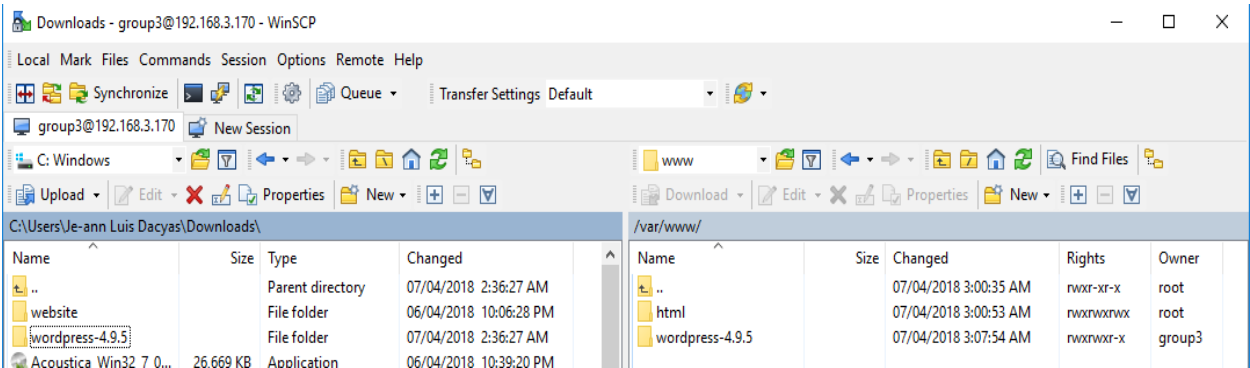 Downloads - group3@192.168.3.170 - WinSCP
Local Mark Files Commands Session Options Remote Help
Synchronize Queue Transfer Settings Default
group3@192.168.3.170 New Session
C: Windows www Find Files
Upload Edit Properties New Download Edit Properties New
C:\Users\Je-ann Luis Dacyas\Downloads\ /var/www/
Name Size Type Changed Name Size Changed Rights Owner
.. Parent directory 07/04/2018 2:36:27 AM .. 07/04/2018 3:00:35 AM rwxr-xr-x root
website File folder 06/04/2018 10:06:28 PM html 07/04/2018 3:00:53 AM rwxrwxrwx root
wordpress-4.9.5 File folder 07/04/2018 2:36:27 AM wordpress-4.9.5 07/04/2018 3:07:54 AM rwxrwxr-x group3
Acoustica_Win32_7_0... 26,669 KB Application 06/04/2018 10:39:20 PM